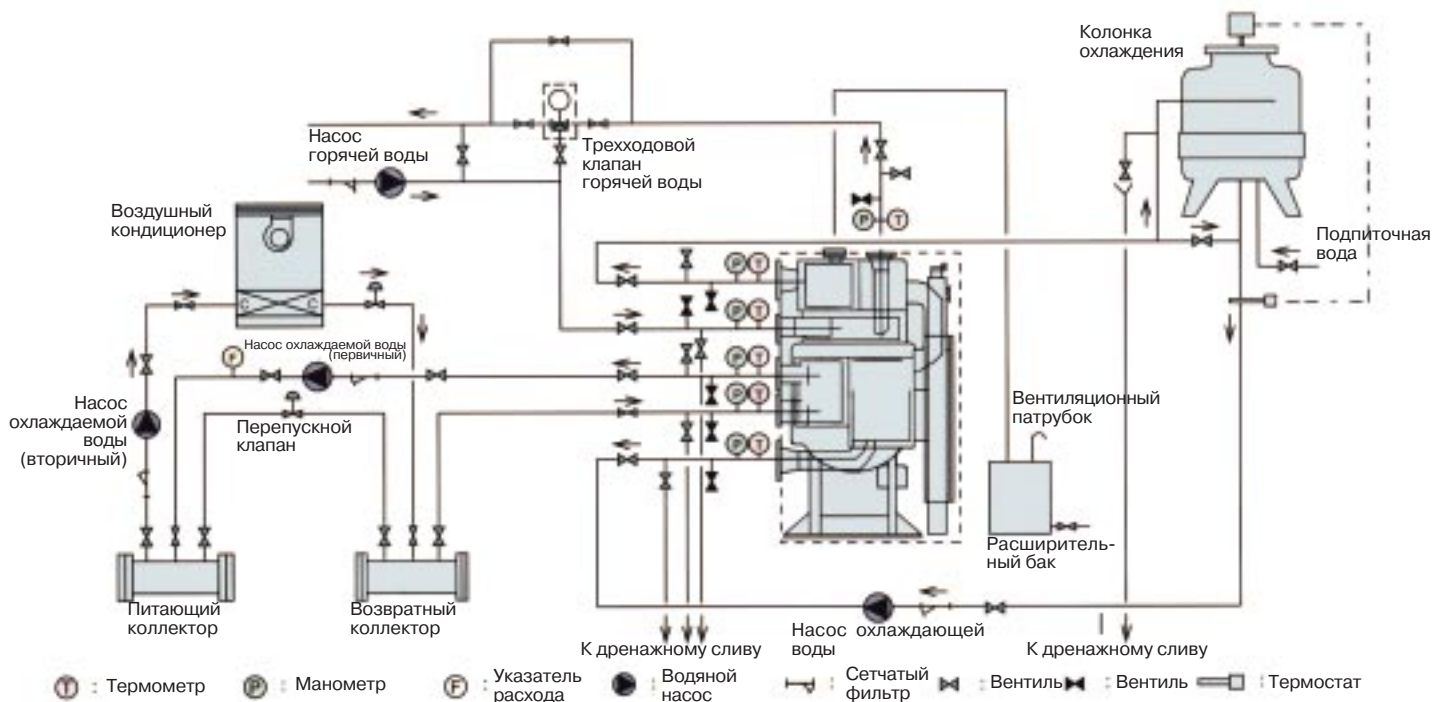 Колонка
охлаждения
Насос
горячей воды
Трехходовой
клапан
горячей воды
Воздушный
кондиционер
Подпиточная
вода
P T
P T
P T
P T
P T
P T
C C
F
Насос охлаждаемой воды
(первичный)
Насос
охлаждаемой
воды
(вторичный)
Перепускной
клапан
Вентиляционный
патрубок
Расширитель-
ный бак
Питающий
коллектор
Возвратный
коллектор
Насос охлаждающей
воды
К дренажному сливу
К дренажному сливу
T : Термометр
P : Манометр
F : Указатель
расхода
: Водяной
насос
: Сетчатый
фильтр
: Вентиль
: Вентиль
: Термостат